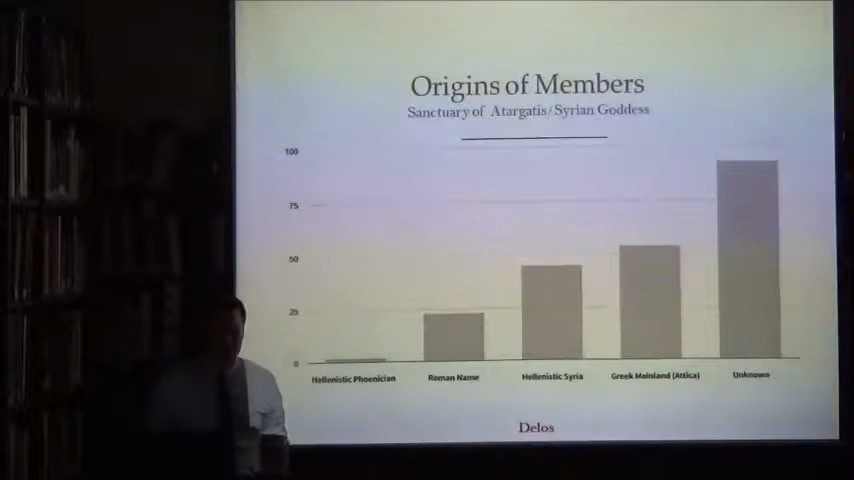 Origins of Members
Sanctuary of Atargatis/Syrian Goddess
100
75
50
25
0
Hellenistic Phoenician
Roman Name
Hellenistic Syria
Greek Mainland (Attica)
Unknown
Delos